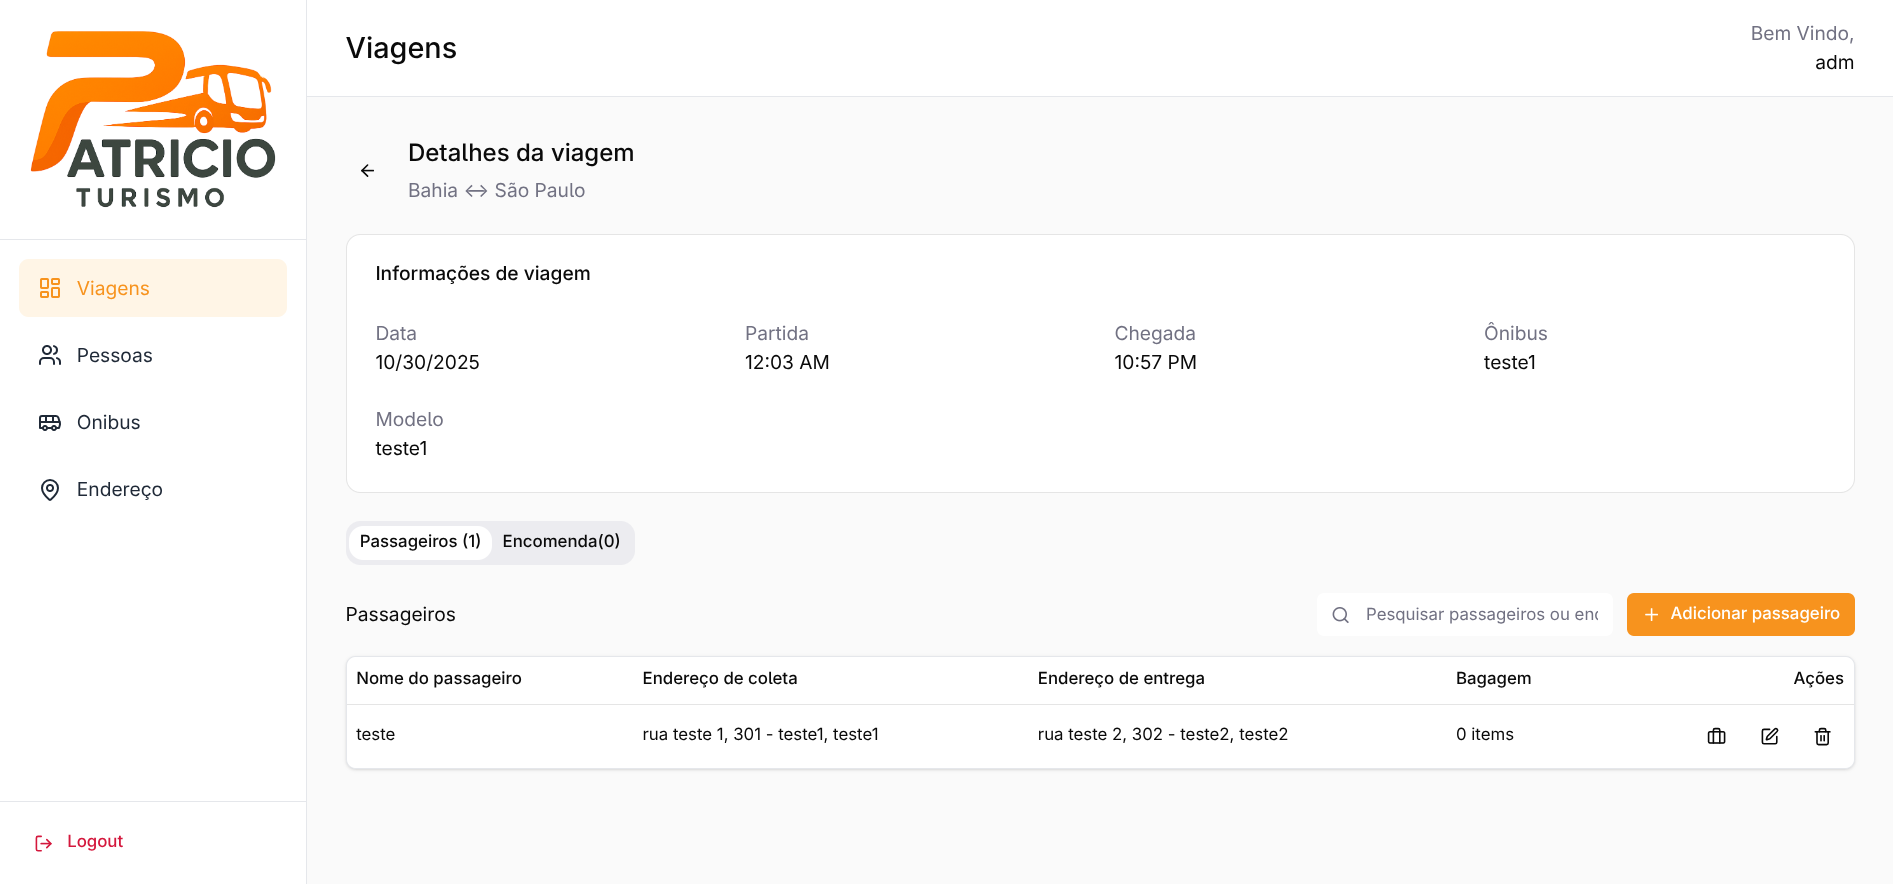 PATRICIO
TURISMO
Viagens
Pessoas
Onibus
Endereço
Logout
Viagens
Bem Vindo,
adm
Detalhes da viagem
Bahia ↔ São Paulo
Informações de viagem
Data Partida Chegada Ônibus
10/30/2025 12:03 AM 10:57 PM teste1
Modelo
teste1
Passageiros (1) Encomenda(0)
Passageiros Pesquisar passageiros ou Adicionar passageiro
Nome do passageiro Endereço de coleta Endereço de entrega Bagagem Ações
teste rua teste 1, 301 - teste1, teste1 rua teste 2, 302 - teste2, teste2 0 items